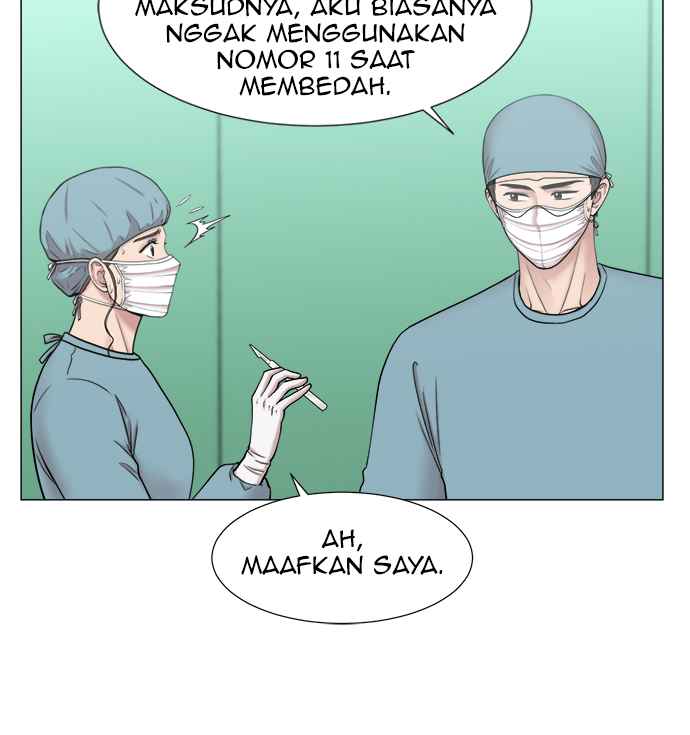 MAKSUDNYA, AKU BIASANYA
NGGAK MENGGUNAKAN
NOMOR 11 SAAT
MEMBEDAH.
AH,
MAAFKAN SAYA.